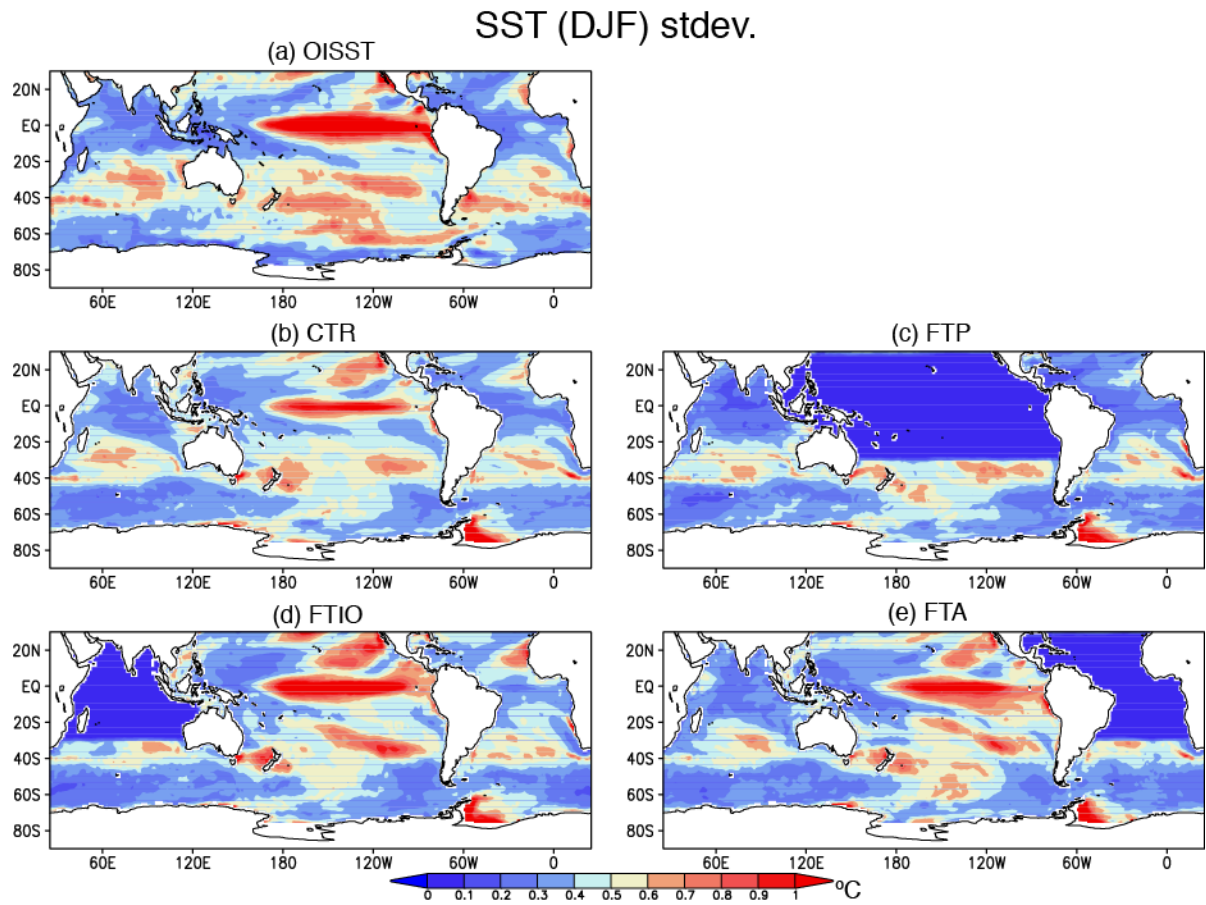 SST (DJF) stdev.
(a) OISST
20N
EQ
20S
40S
60S
80S
60E 120E 180 120W 60W 0
(b) CTR
(c) FTP
20N
EQ
20S
40S
60S
80S
60E 120E 180 120W 60W 0
20N
EQ
20S
40S
60S
80S
60E 120E 180 120W 60W 0
(d) FTIO
(e) FTA
20N
EQ
20S
40S
60S
80S
60E 120E 180 120W 60W 0
20N
EQ
20S
40S
60S
80S
60E 120E 180 120W 60W 0
0 0.1 0.2 0.3 0.4 0.5 0.6 0.7 0.8 0.9 1 ºC